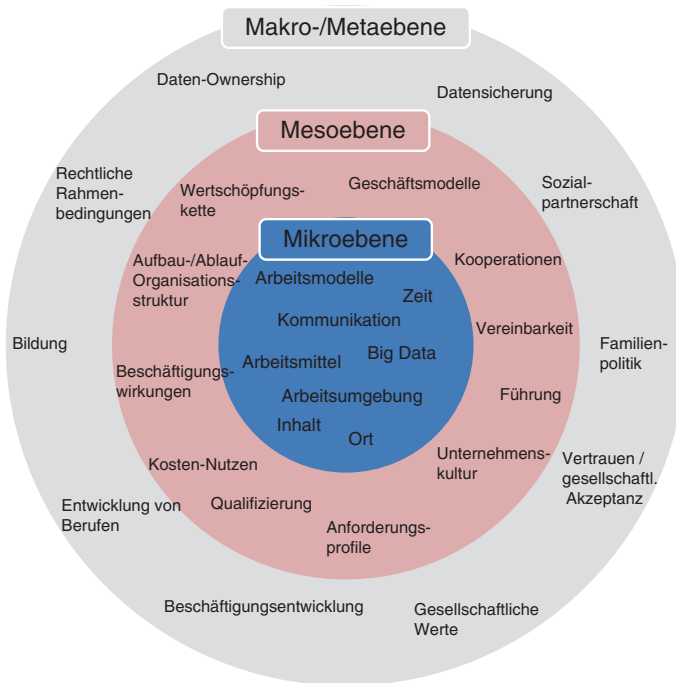 Makro-/Metaebene
Daten-Ownership
Datensicherung
Mesoebene
Rechtliche
Rahmen-
bedingungen
Wertschöpfungs-
kette
Geschäftsmodelle
Sozial-
partnerschaft
Mikroebene
Aufbau-/Ablauf-
Organisations-
struktur
Arbeitsmodelle
Zeit
Kooperationen
Kommunikation
Vereinbarkeit
Bildung
Familien-
politik
Beschäftigungs-
wirkungen
Arbeitsmittel
Big Data
Arbeitsumgebung
Führung
Inhalt
Ort
Kosten-Nutzen
Unternehmens-
kultur
Vertrauen /
gesellschaftl.
Akzeptanz
Entwicklung von
Berufen
Qualifizierung
Anforderungs-
profile
Beschäftigungsentwicklung
Gesellschaftliche
Werte